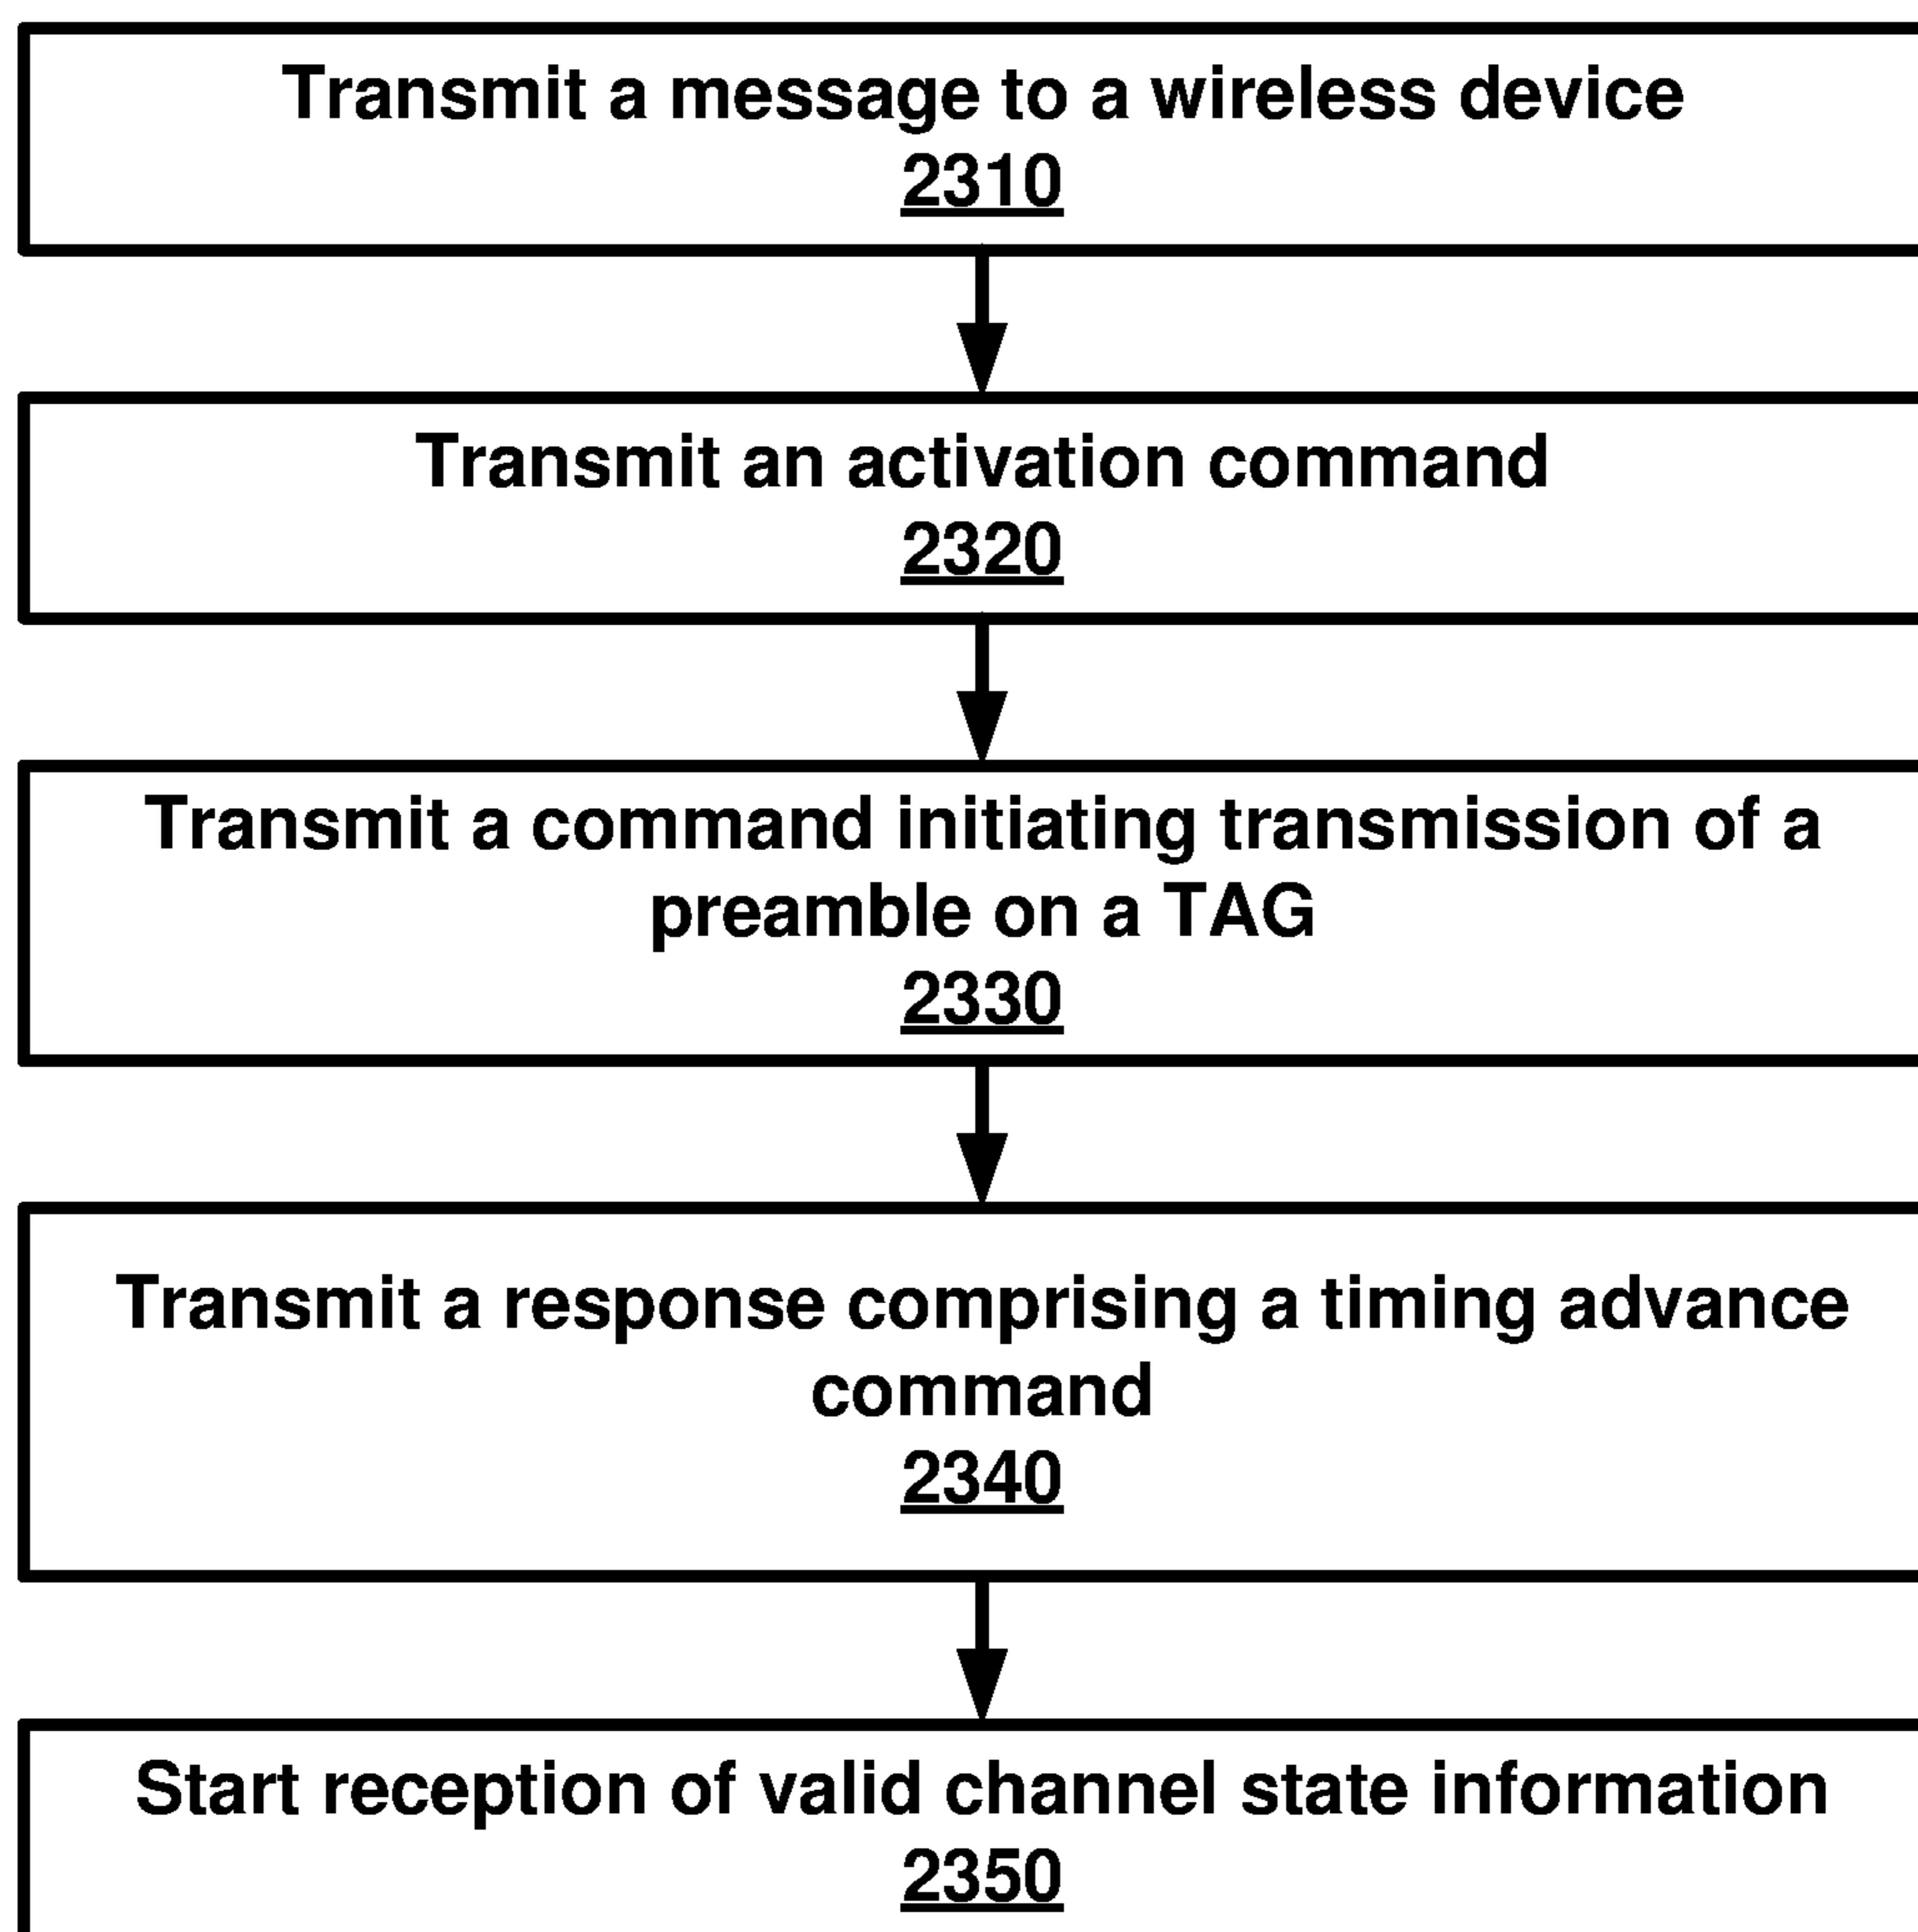 Transmit a message to a wireless device
2310
Transmit an activation command
2320
Transmit a command initiating transmission of a
preamble on a TAG
2330
Transmit a response comprising a timing advance
command
2340
Start reception of valid channel state information
2350